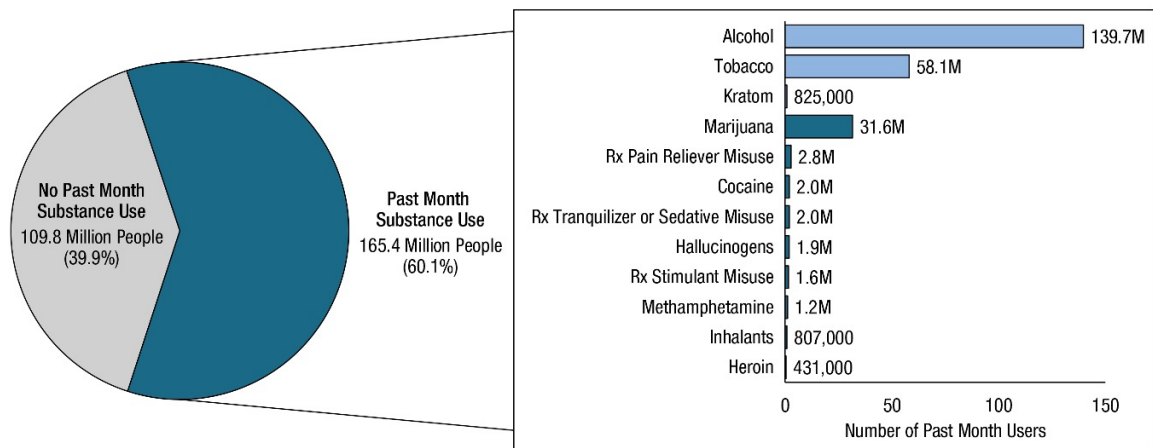 No Past Month
Substance Use
109.8 Million People
(39.9%)
Past Month
Substance Use
165.4 Million People
(60.1%)
Alcohol 139.7M
Tobacco 58.1M
Kratom 825,000
Marijuana 31.6M
Rx Pain Reliever Misuse 2.8M
Cocaine 2.0M
Rx Tranquilizer or Sedative Misuse 2.0M
Hallucinogens 1.9M
Rx Stimulant Misuse 1.6M
Methamphetamine 1.2M
Inhalants 807,000
Heroin 431,000
0 50 100 150
Number of Past Month Users